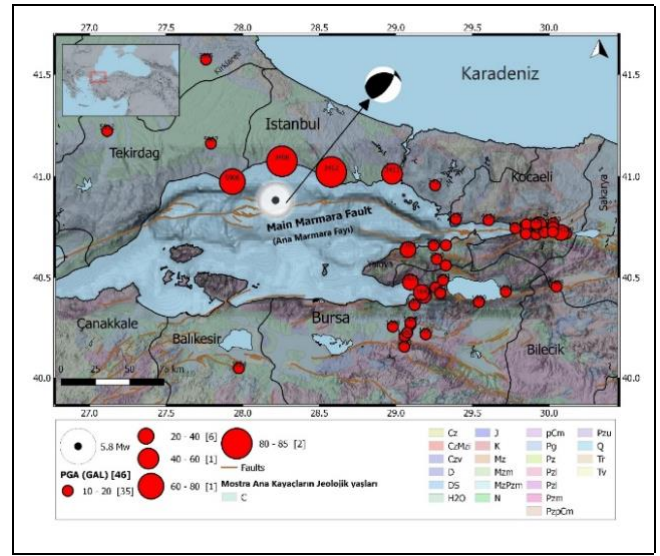 27.0 27.5 28.0 28.5 29.0 29.5 30.0
41.5 41.5
Karadeniz
Kırklareli
Istanbul
Tekirdag
41.0 41.0
Kocaeli
Sakarya
Main Marmara Fault
(Ana Marmara Fayı)
Yalova
40.5 40.5
Çanakkale
Bursa
Balıkesir
Bilecik
40.0 40.0
0 25 50 75 km
27.0 27.5 28.0 28.5 29.0 29.5 30.0
5.8 Mw
PGA (GAL) [46]
10 - 20 [35]
20 - 40 [6]
40 - 60 [1]
60 - 80 [1]
80 - 85 [2]
Faults
Mostra Ana Kayaçların Jeolojik yaşları
C
Cz
CzMzi
Czv
D
DS
H2O
J
K
Mz
Mzm
MzPzm
N
pCm
Pg
Pz
Pzi
Pzl
Pzm
PzpCm
Pzu
Q
Tr
Tv